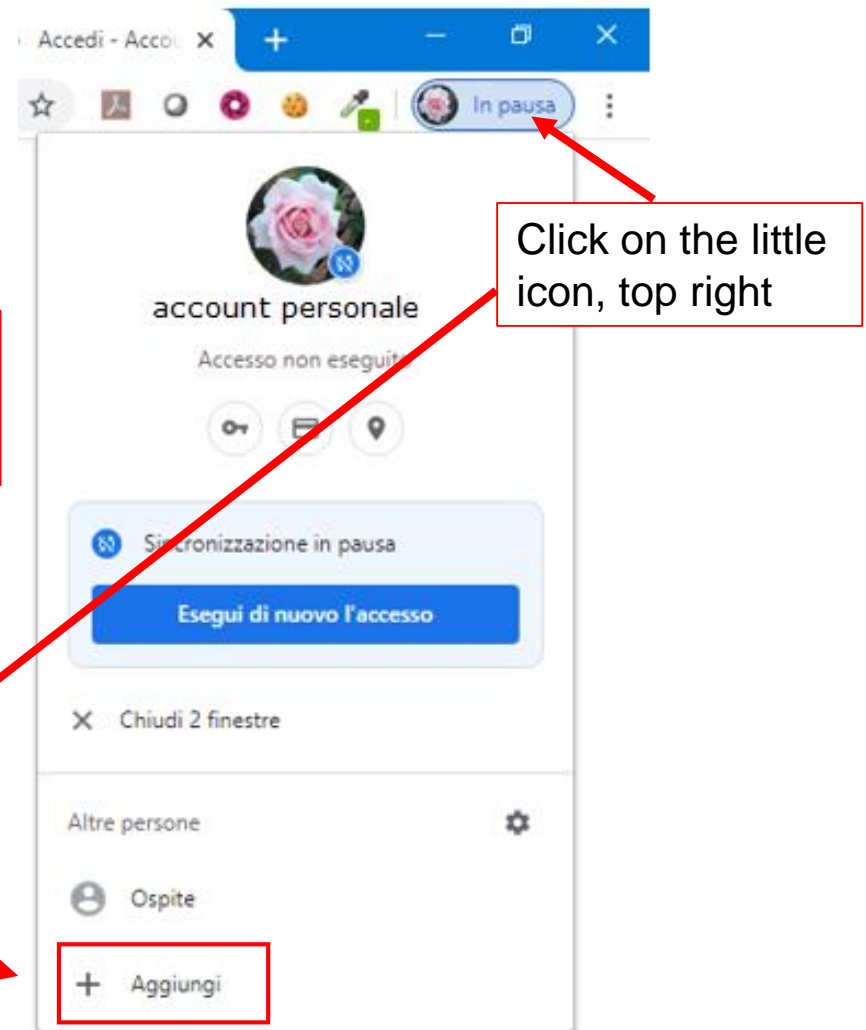 Accedi - Accou
In pausa
Click on the little
icon, top right
account personale
Accesso non eseguito
Sincronizzazione in pausa
Esegui di nuovo l'accesso
Chiudi 2 finestre
Altre persone
Ospite
Aggiungi